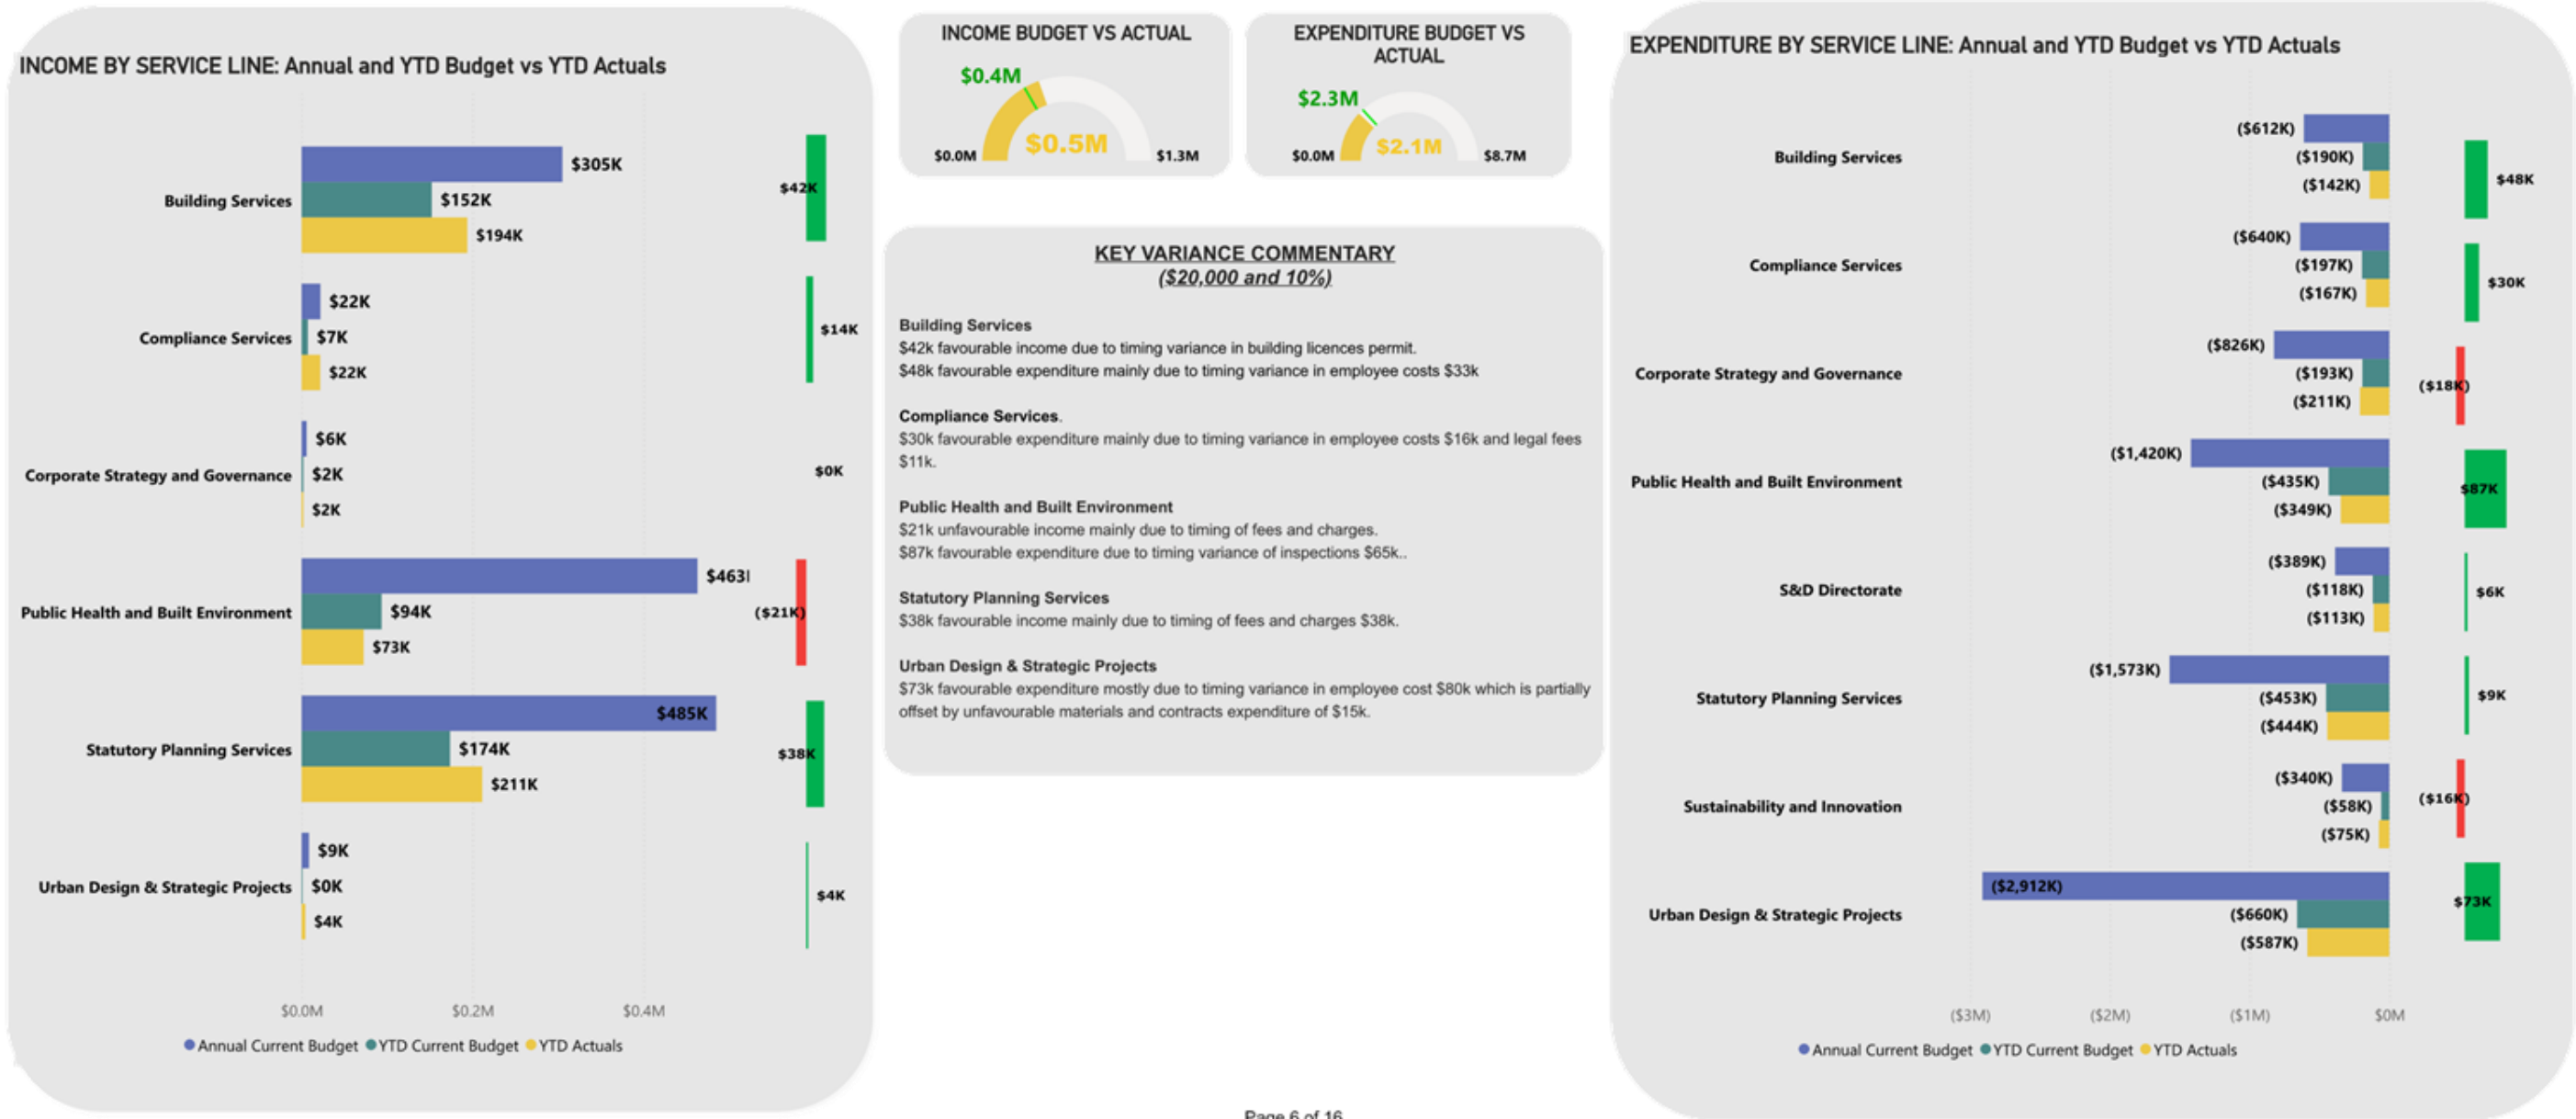 INCOME BY SERVICE LINE: Annual and YTD Budget vs YTD Actuals
Building Services
$305K
$152K
$194K
$42K
Compliance Services
$22K
$7K
$22K
$14K
Corporate Strategy and Governance
$6K
$2K
$2K
$0K
Public Health and Built Environment
$463
$94K
$73K
($21K)
Statutory Planning Services
$485K
$174K
$211K
$38K
Urban Design & Strategic Projects
$9K
$0K
$4K
$4K
$0.0M $0.2M $0.4M
Annual Current Budget YTD Current Budget YTD Actuals
INCOME BUDGET VS ACTUAL
$0.4M
$0.5M
$0.0M $1.3M
EXPENDITURE BUDGET VS
ACTUAL
$2.3M
$2.1M
$0.0M $8.7M
KEY VARIANCE COMMENTARY
($20,000 and 10%)
Building Services
$42k favourable income due to timing variance in building licences permit.
$48k favourable expenditure mainly due to timing variance in employee costs $33k
Compliance Services.
$30k favourable expenditure mainly due to timing variance in employee costs $16k and legal fees
$11k.
Public Health and Built Environment
$21k unfavourable income mainly due to timing of fees and charges.
$87k favourable expenditure due to timing variance of inspections $65k..
Statutory Planning Services
$38k favourable income mainly due to timing of fees and charges $38k.
Urban Design & Strategic Projects
$73k favourable expenditure mostly due to timing variance in employee cost $80k which is partially
offset by unfavourable materials and contracts expenditure of $15k.
EXPENDITURE BY SERVICE LINE: Annual and YTD Budget vs YTD Actuals
Building Services
($612K)
($190K)
($142K)
$48K
Compliance Services
($640K)
($197K)
($167K)
$30K
Corporate Strategy and Governance
($826K)
($193K)
($211K)
($18K)
Public Health and Built Environment
($1,420K)
($435K)
($349K)
$87K
S&D Directorate
($389K)
($118K)
($113K)
$6K
Statutory Planning Services
($1,573K)
($453K)
($444K)
$9K
Sustainability and Innovation
($340K)
($58K)
($75K)
($16K)
Urban Design & Strategic Projects
($2,912K)
($660K)
($587K)
$73K
($3M) ($2M) ($1M) $0M
Annual Current Budget YTD Current Budget YTD Actuals
Page 6 of 16